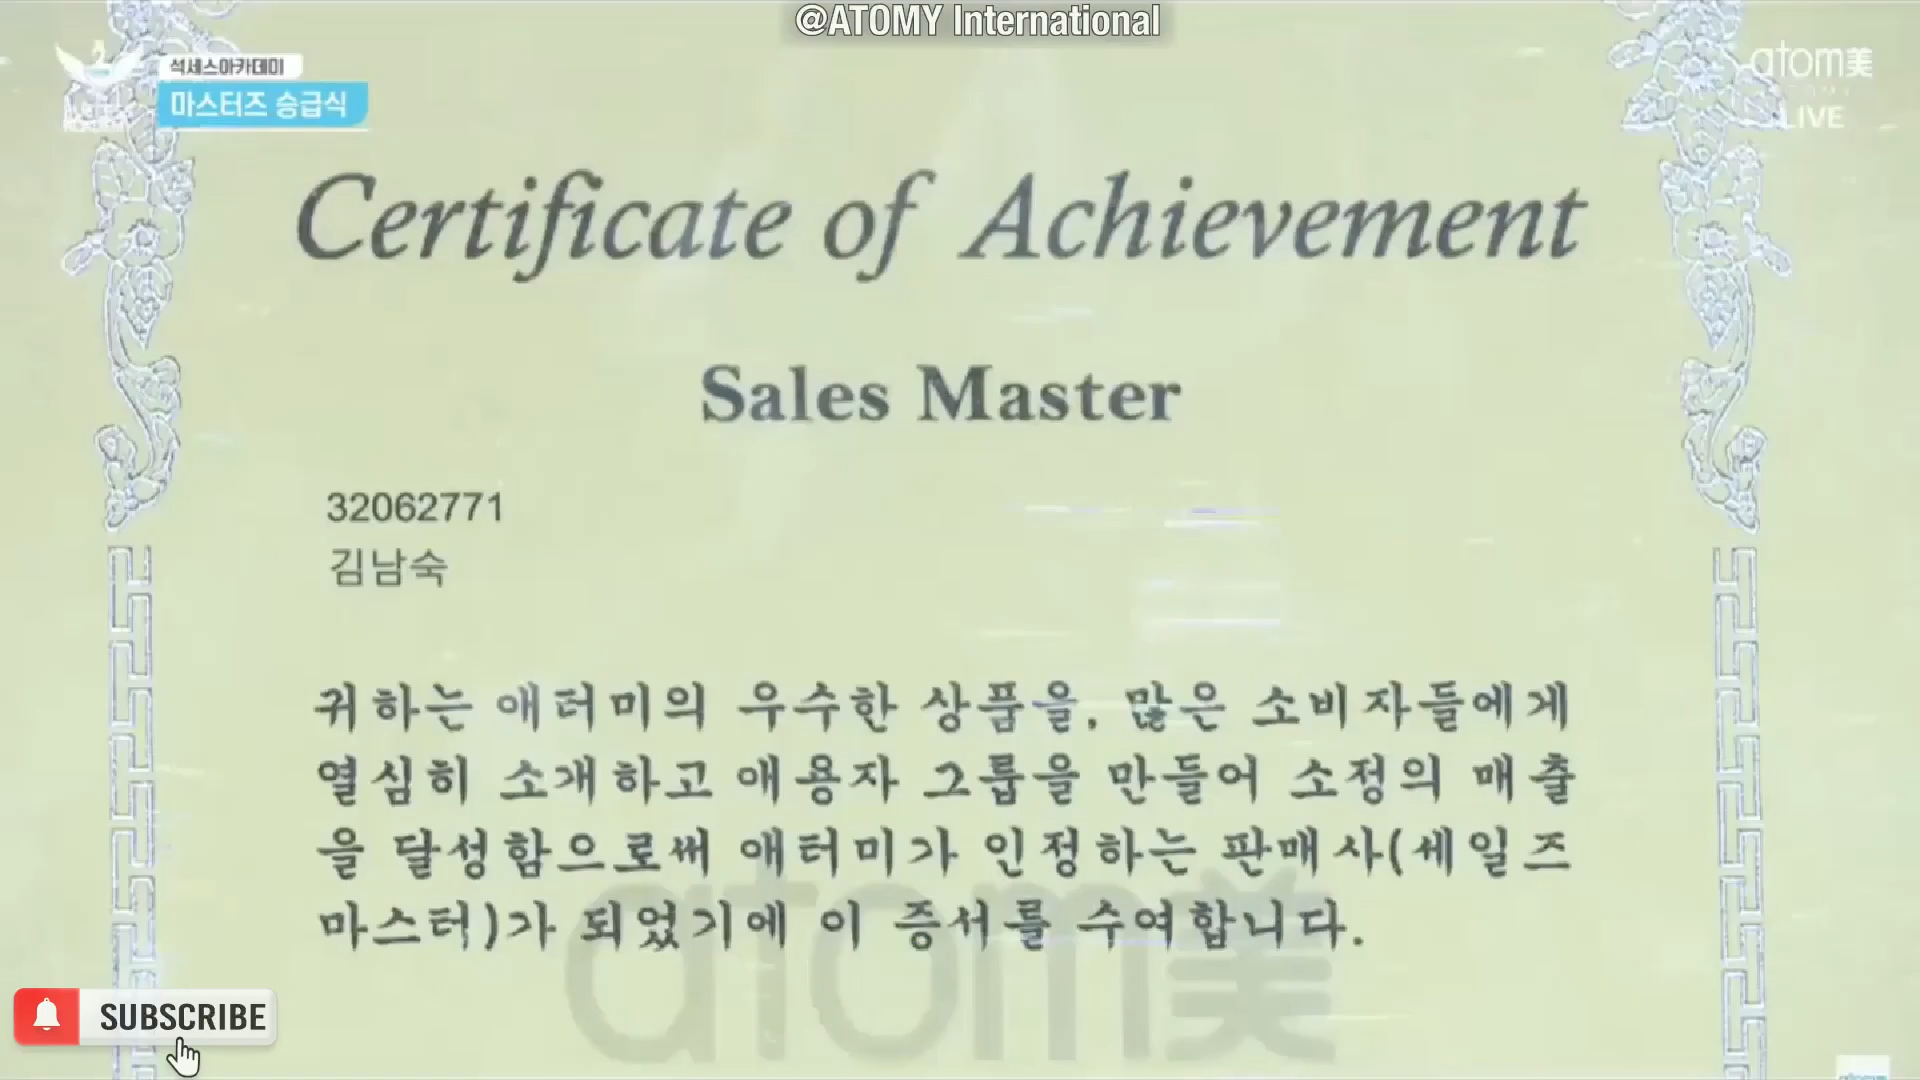 @ATOMY International
석세스아카데미
마스터즈 승급식
atom美
LIVE
Certificate of Achievement
Sales Master
32062771
김남숙
귀하는 애터미의 우수한 상품을, 많은 소비자들에게
열심히 소개하고 애용자 그룹을 만들어 소정의 매출
을 달성함으로써 애터미가 인정하는 판매사(세일즈
마스터)가 되었기에 이 증서를 수여합니다.
atom美
SUBSCRIBE